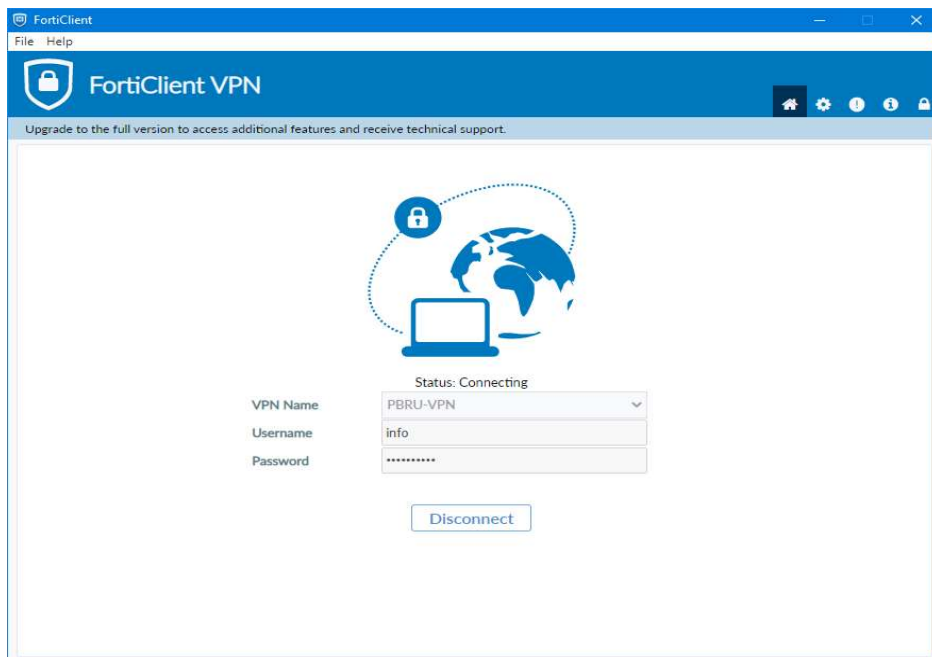 FortiClient
File Help
FortiClient VPN
Upgrade to the full version to access additional features and receive technical support.
Status: Connecting
VPN Name PBRU-VPN
Username info
Password ••••••••••
Disconnect